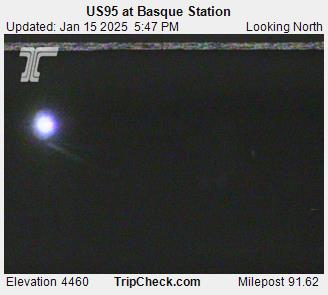 US95 at Basque Station
Updated: Jan 15 2025 5:47 PM Looking North
Elevation 4460 TripCheck.com Milepost 91.62